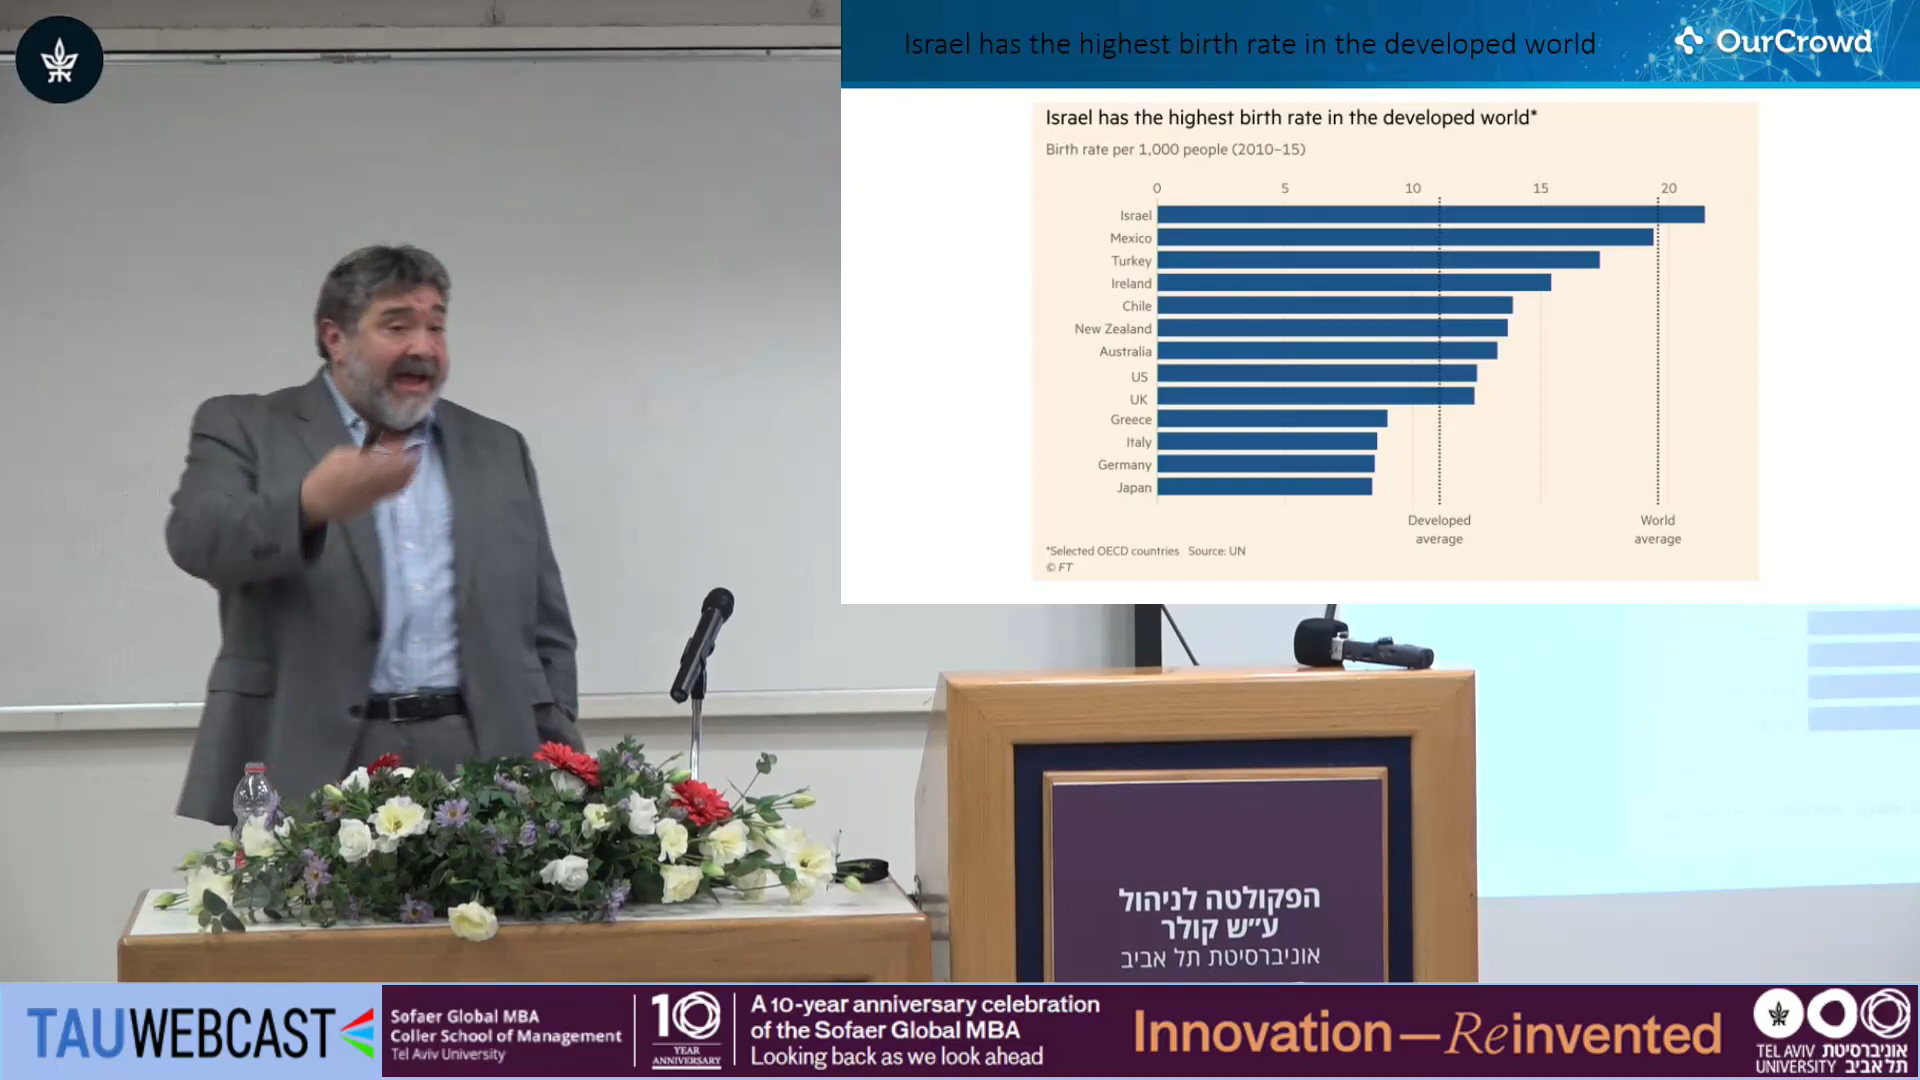 Israel has the highest birth rate in the developed world
OurCrowd
Israel has the highest birth rate in the developed world*
Birth rate per 1,000 people (2010–15)
0 5 10 15 20
Israel
Mexico
Turkey
Ireland
Chile
New Zealand
Australia
US
UK
Greece
Italy
Germany
Japan
Developed
average
World
average
*Selected OECD countries Source: UN
© FT
הפקולטה לניהול
ע״ש קולר
אוניברסיטת תל אביב
TAUWEBCAST
Sofaer Global MBA
Coller School of Management
Tel Aviv University
10
YEAR
ANNIVERSARY
A 10-year anniversary celebration
of the Sofaer Global MBA
Looking back as we look ahead
Innovation—Reinvented
TEL AVIV אוניברסיטת
UNIVERSITY תל אביב